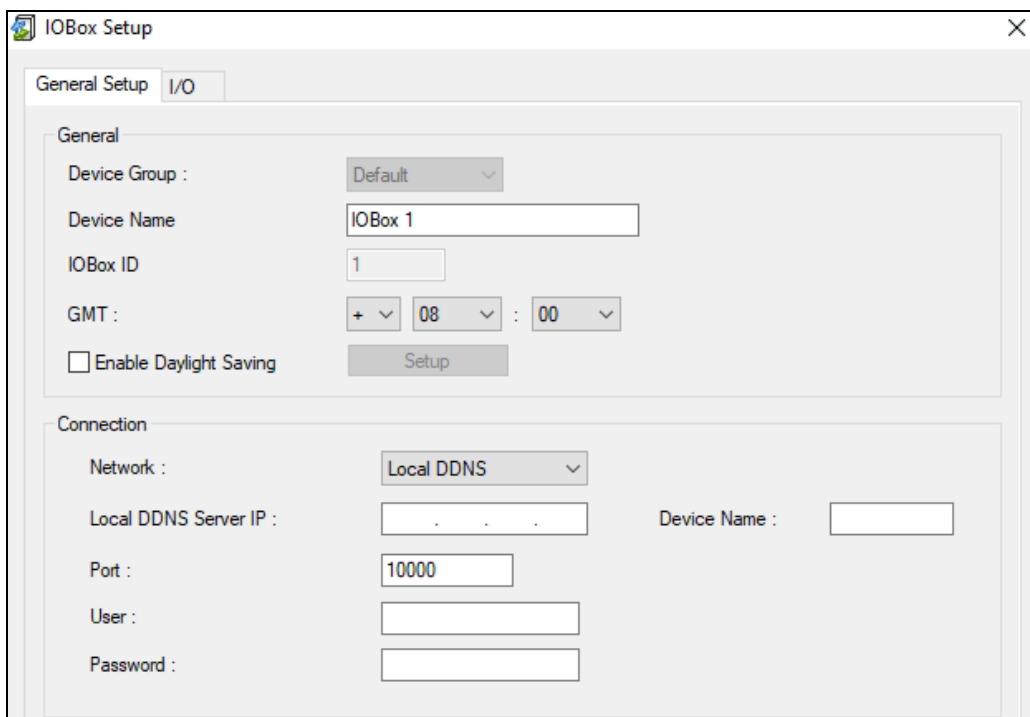 IOBox Setup
General Setup I/O
General
Device Group : Default
Device Name IOBox 1
IOBox ID 1
GMT : + 08 : 00
Enable Daylight Saving Setup
Connection
Network : Local DDNS
Local DDNS Server IP : . . . Device Name :
Port : 10000
User :
Password :